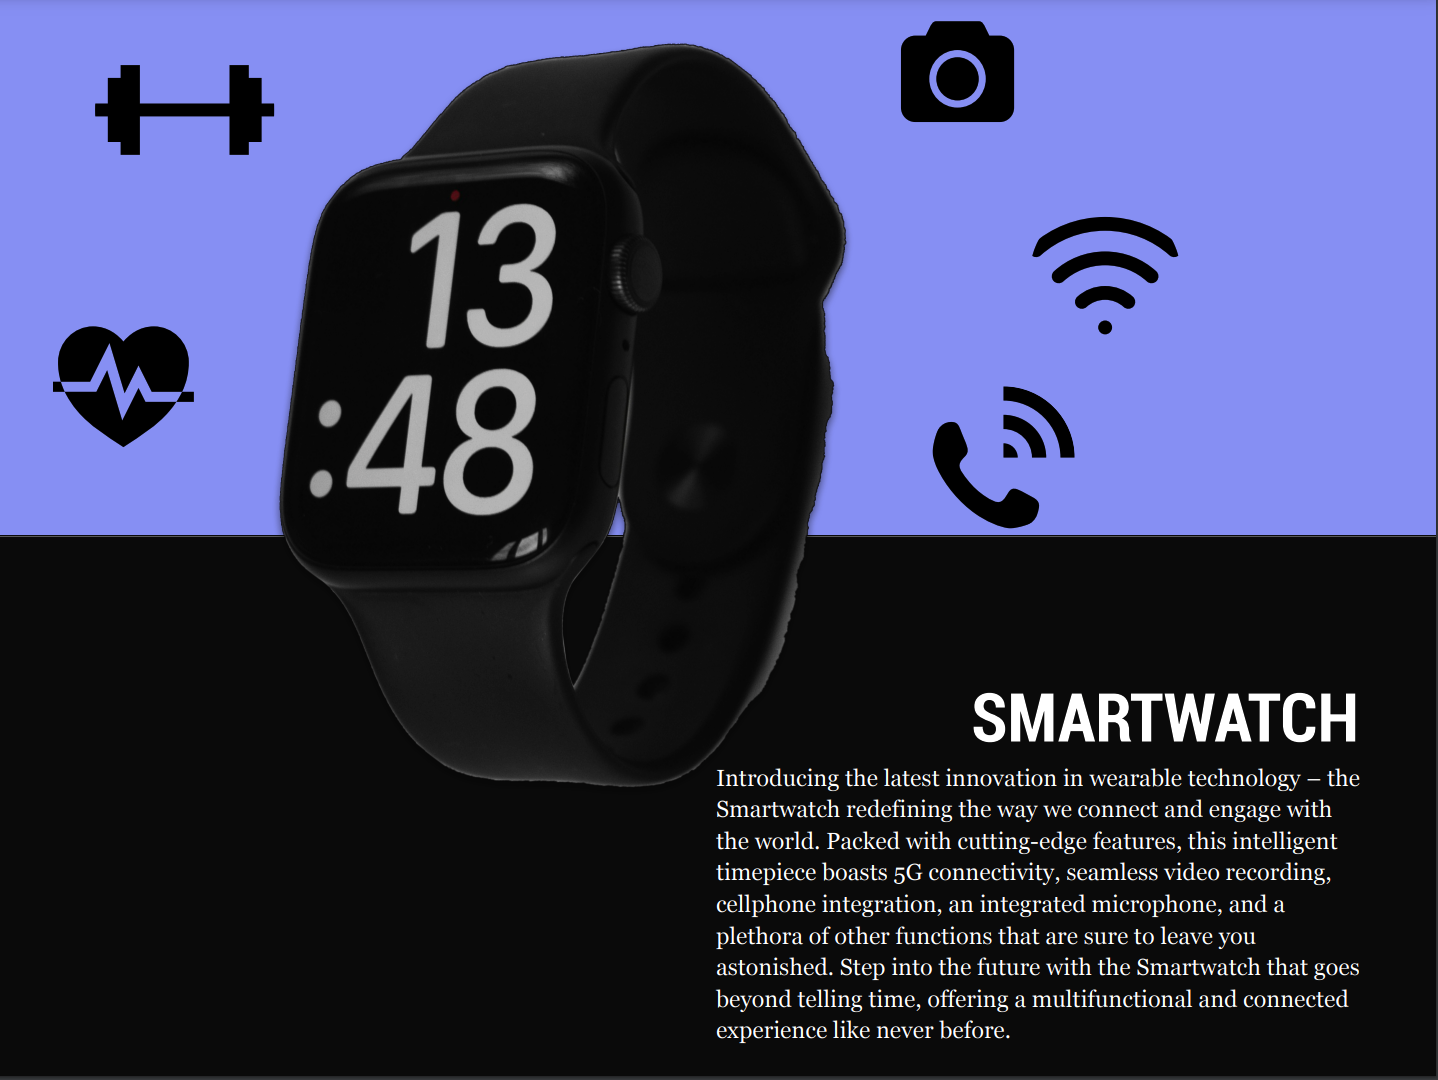 13
:48
SMARTWATCH
Introducing the latest innovation in wearable technology – the
Smartwatch redefining the way we connect and engage with
the world. Packed with cutting-edge features, this intelligent
timepiece boasts 5G connectivity, seamless video recording,
cellphone integration, an integrated microphone, and a
plethora of other functions that are sure to leave you
astonished. Step into the future with the Smartwatch that goes
beyond telling time, offering a multifunctional and connected
experience like never before.